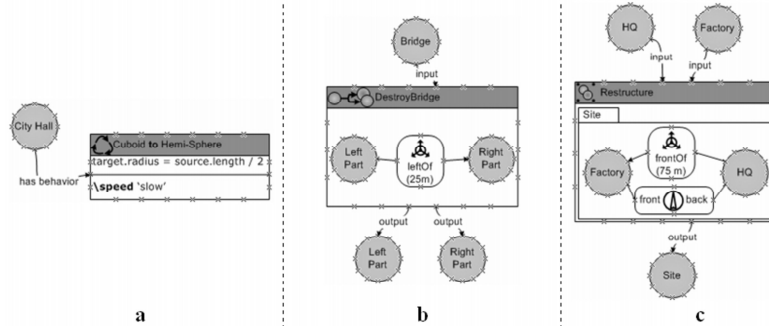 City Hall
has behavior
Cuboid to Hemi-Sphere
target.radius = source.length / 2
\speed 'slow'
a
Bridge
input
DestroyBridge
Left
Part
leftOf
(25m)
Right
Part
output
output
Left
Part
Right
Part
b
HQ
Factory
input
input
Restructure
Site
frontOf
(75 m)
Factory
HQ
front
back
output
Site
c